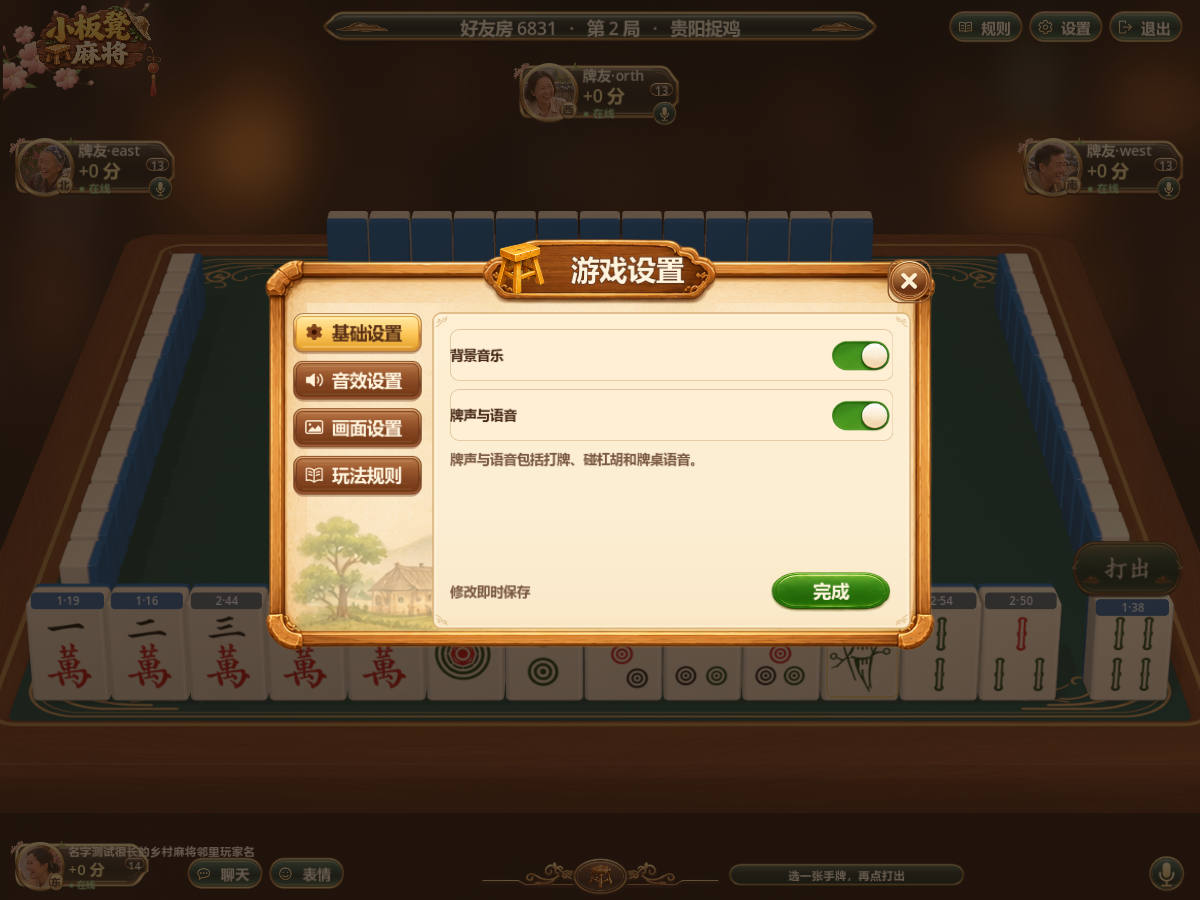 小板凳
麻将
好友房 6831 · 第 2 局 · 贵阳捉鸡
规则
设置
退出
牌友·orth
+0 分
13
西
在线
牌友·east
+0 分
13
北
在线
牌友·west
+0 分
13
南
在线
游戏设置
基础设置
音效设置
画面设置
玩法规则
背景音乐
牌声与语音
牌声与语音包括打牌、碰杠胡和牌桌语音。
修改即时保存
完成
打出
1·19
1·16
2·44
2·54
2·50
1·38
一 二 三
萬 萬 萬 萬 萬
名字测试很长的乡村麻将邻里玩家名
+0 分
14
东
在线
聊天
表情
选一张手牌，再点打出